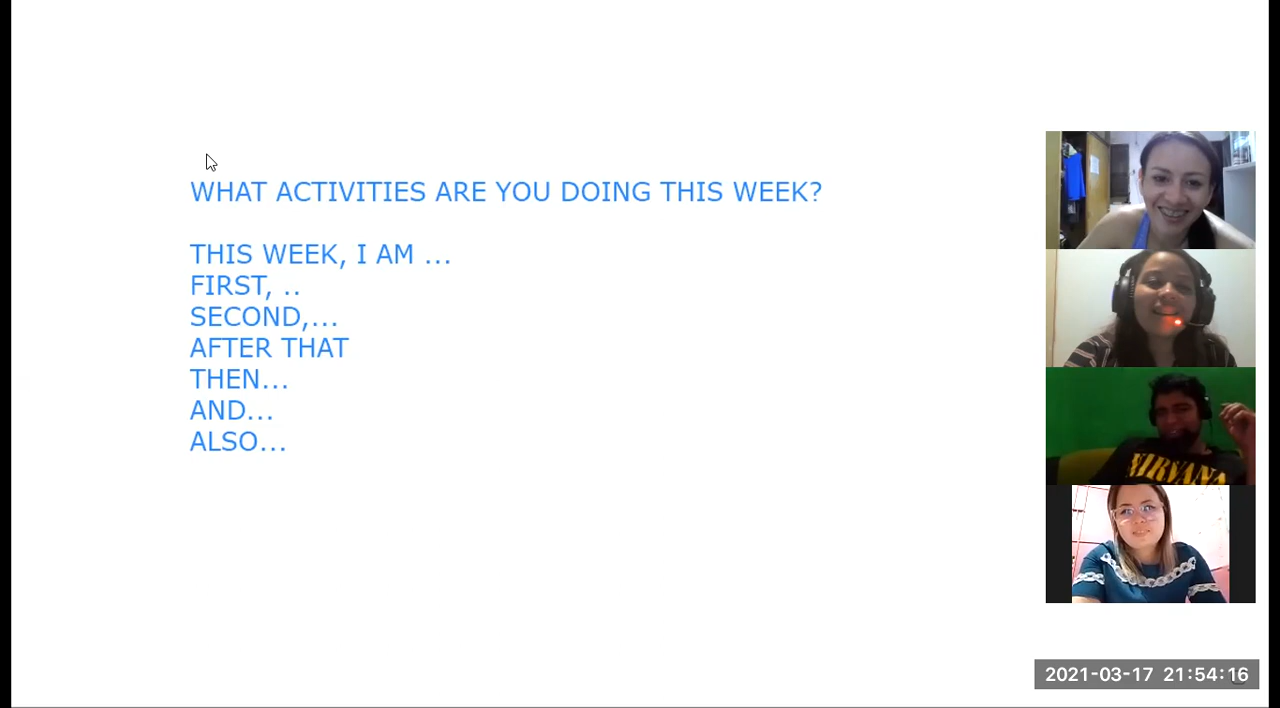 WHAT ACTIVITIES ARE YOU DOING THIS WEEK?
THIS WEEK, I AM ...
FIRST, ..
SECOND,...
AFTER THAT
THEN...
AND...
ALSO...
NIRVANA
2021-03-17 21:54:16